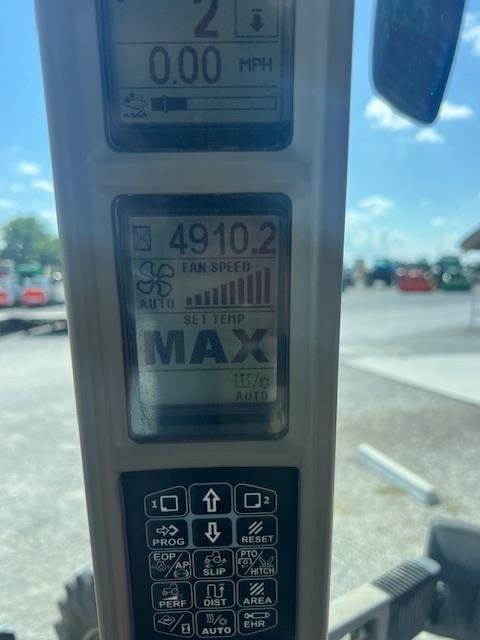 2
0.00 MPH
4910.2
FAN SPEED
AUTO
SET TEMP
MAX
AUTO
1 2
PROG RESET
EOP/AP SLIP PTO/HITCH
PERF DIST AREA
AUTO EHR